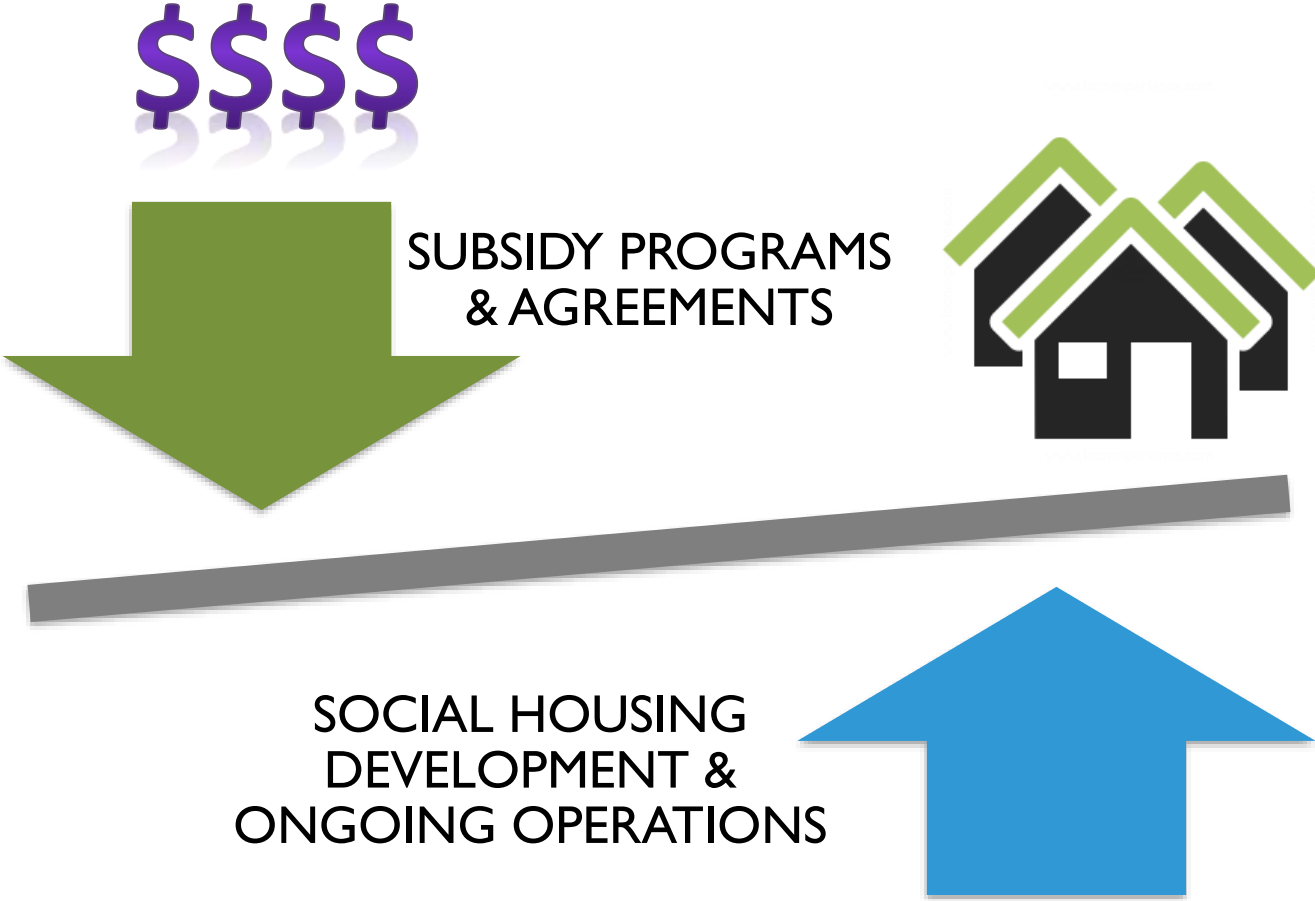 $$$$
SUBSIDY PROGRAMS
& AGREEMENTS
SOCIAL HOUSING
DEVELOPMENT &
ONGOING OPERATIONS